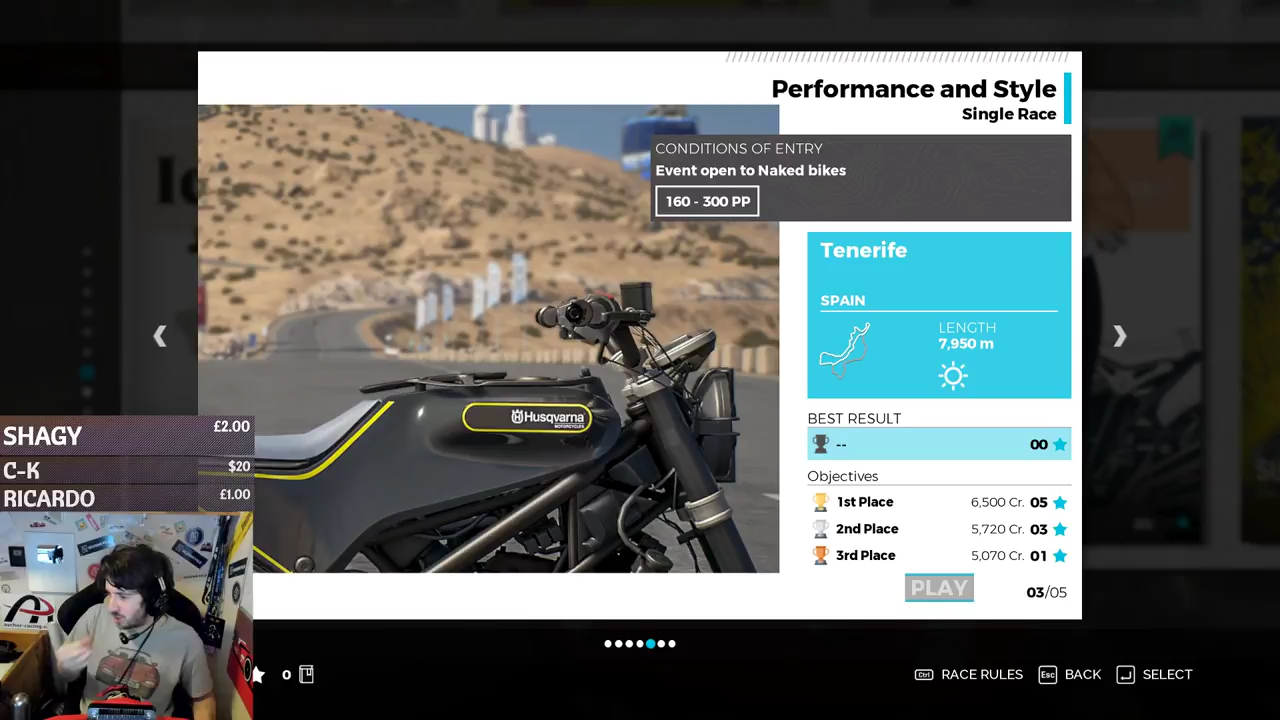 Performance and Style
Single Race
CONDITIONS OF ENTRY
Event open to Naked bikes
160 - 300 PP
Tenerife
SPAIN
LENGTH
7,950 m
BEST RESULT
-- 00
Objectives
1st Place 6,500 Cr. 05
2nd Place 5,720 Cr. 03
3rd Place 5,070 Cr. 01
PLAY
03/05
Husqvarna
MOTORCYCLES
SHAGY £2.00
C-K $20
RICARDO £1.00
0
Ctrl RACE RULES Esc BACK SELECT